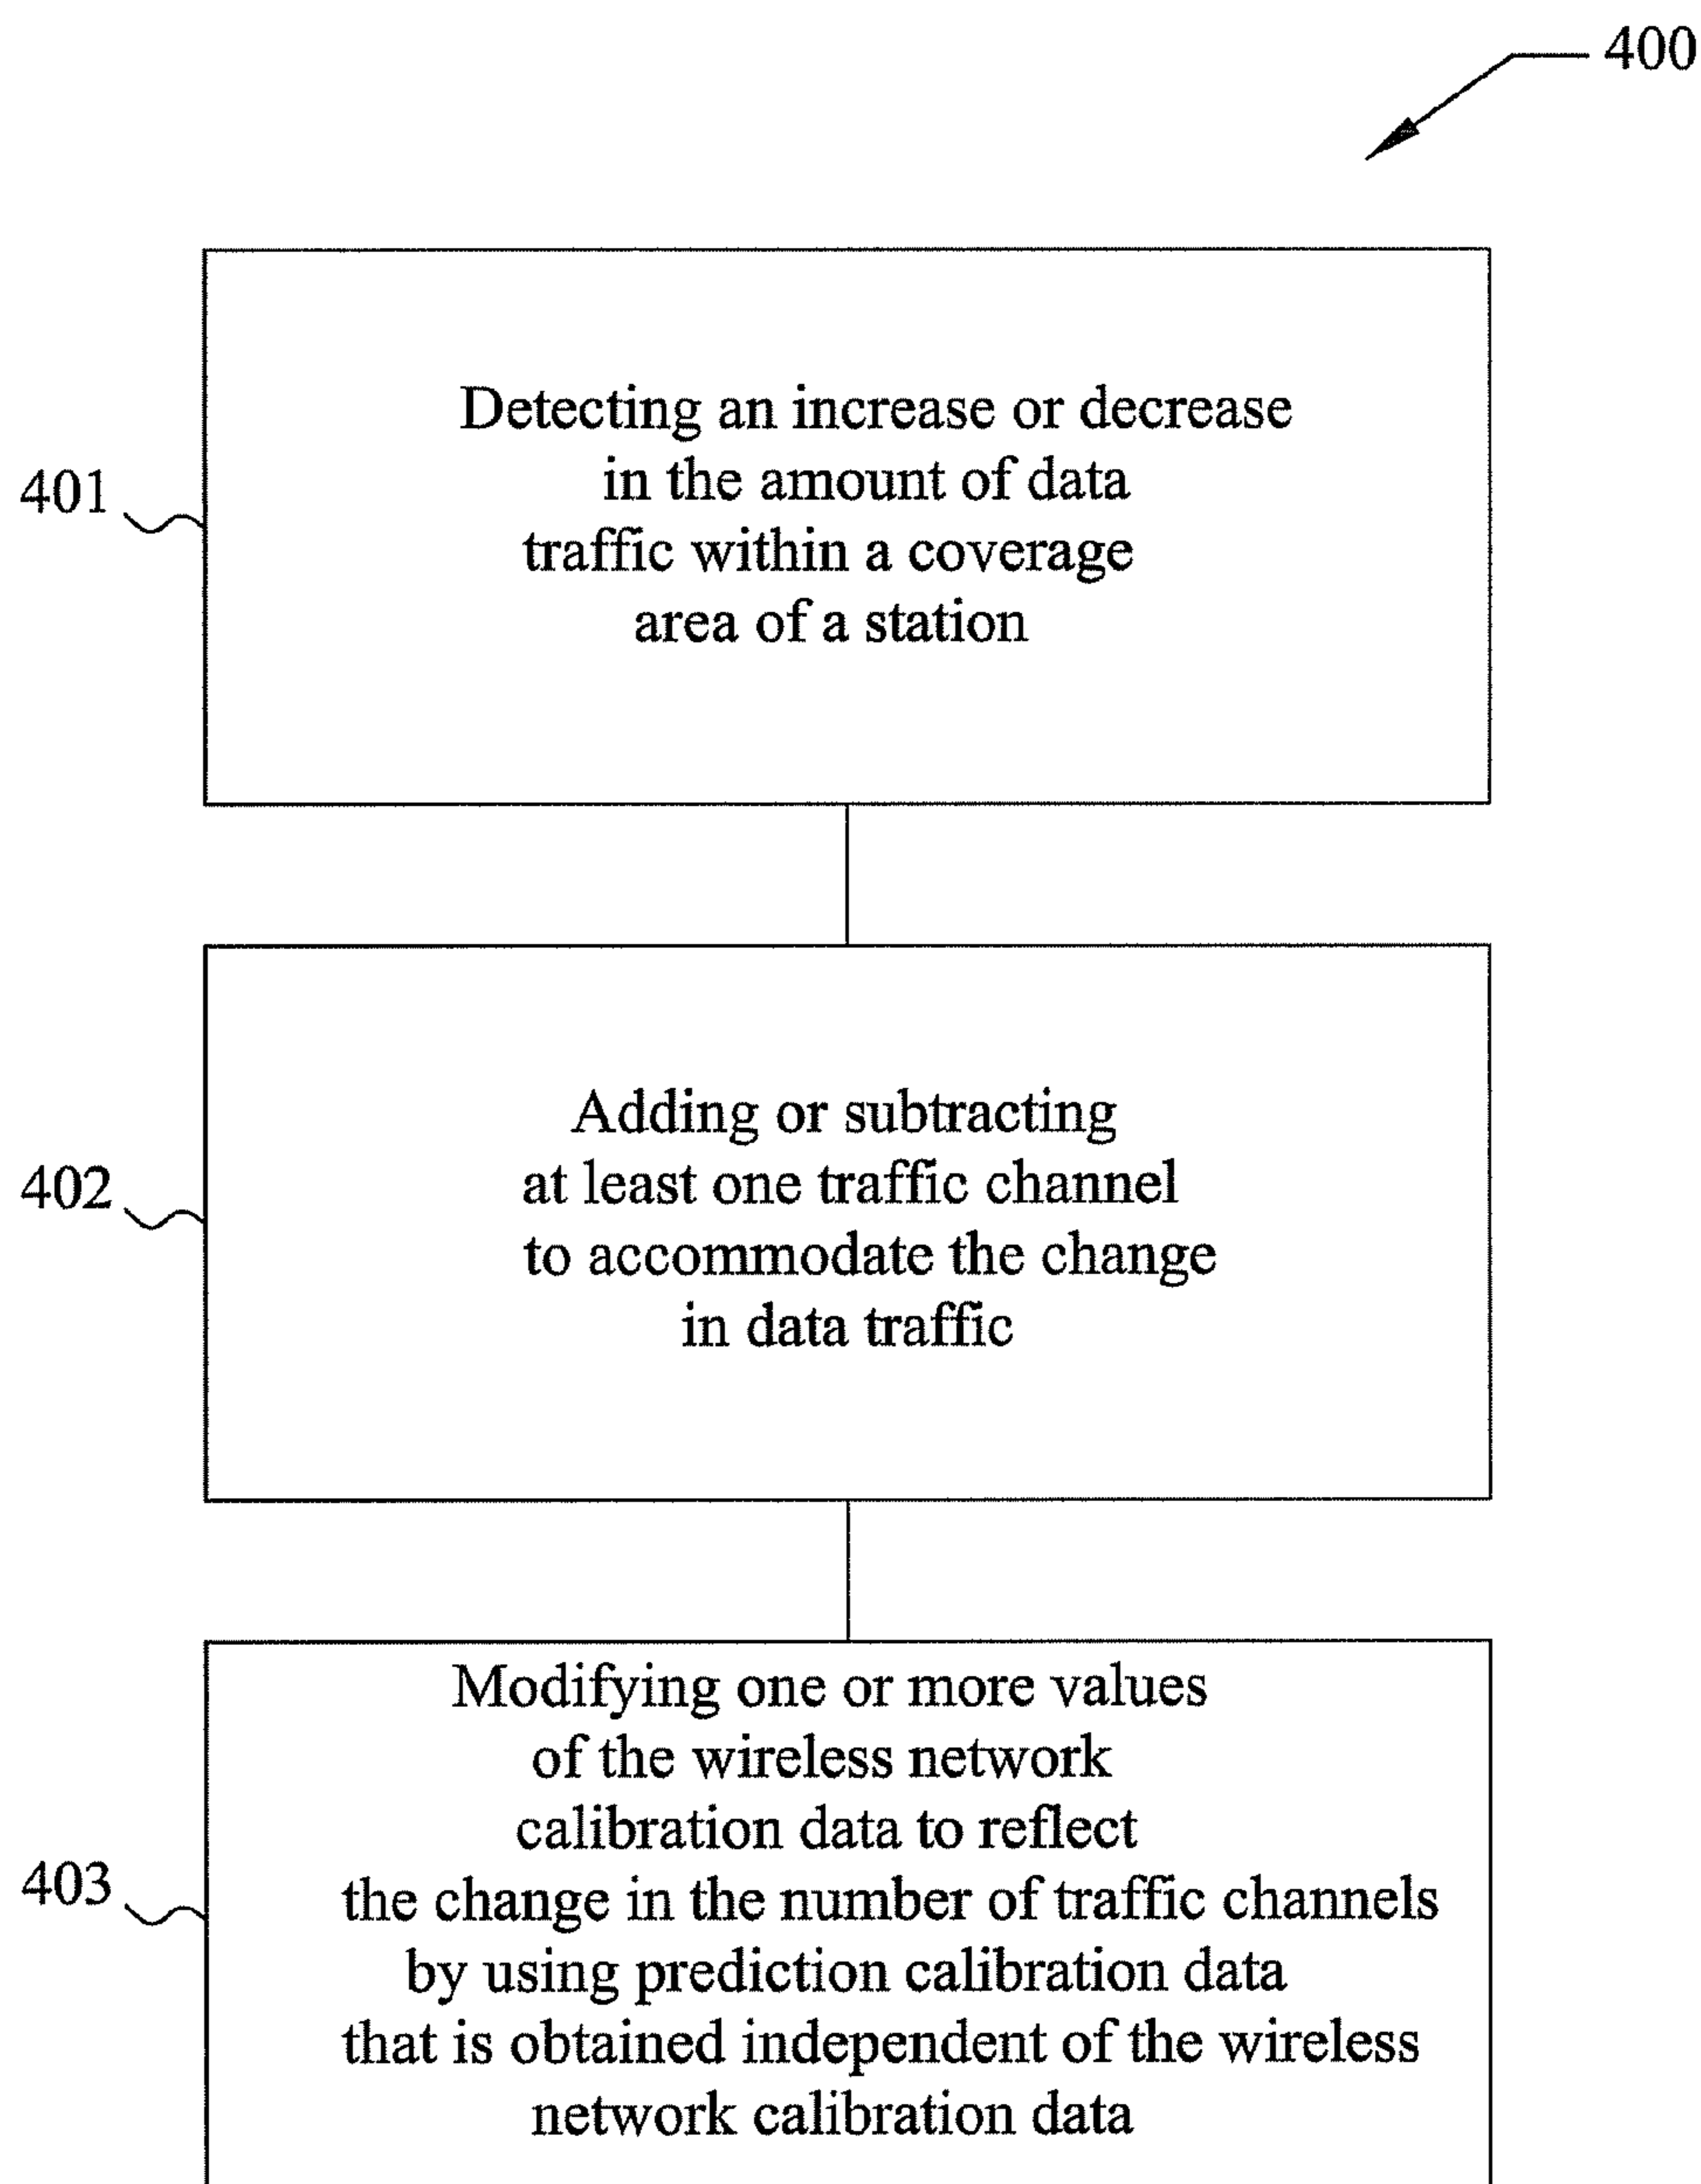 400
Detecting an increase or decrease
in the amount of data
traffic within a coverage
area of a station
401
Adding or subtracting
at least one traffic channel
to accommodate the change
in data traffic
402
Modifying one or more values
of the wireless network
calibration data to reflect
the change in the number of traffic channels
by using prediction calibration data
that is obtained independent of the wireless
network calibration data
403